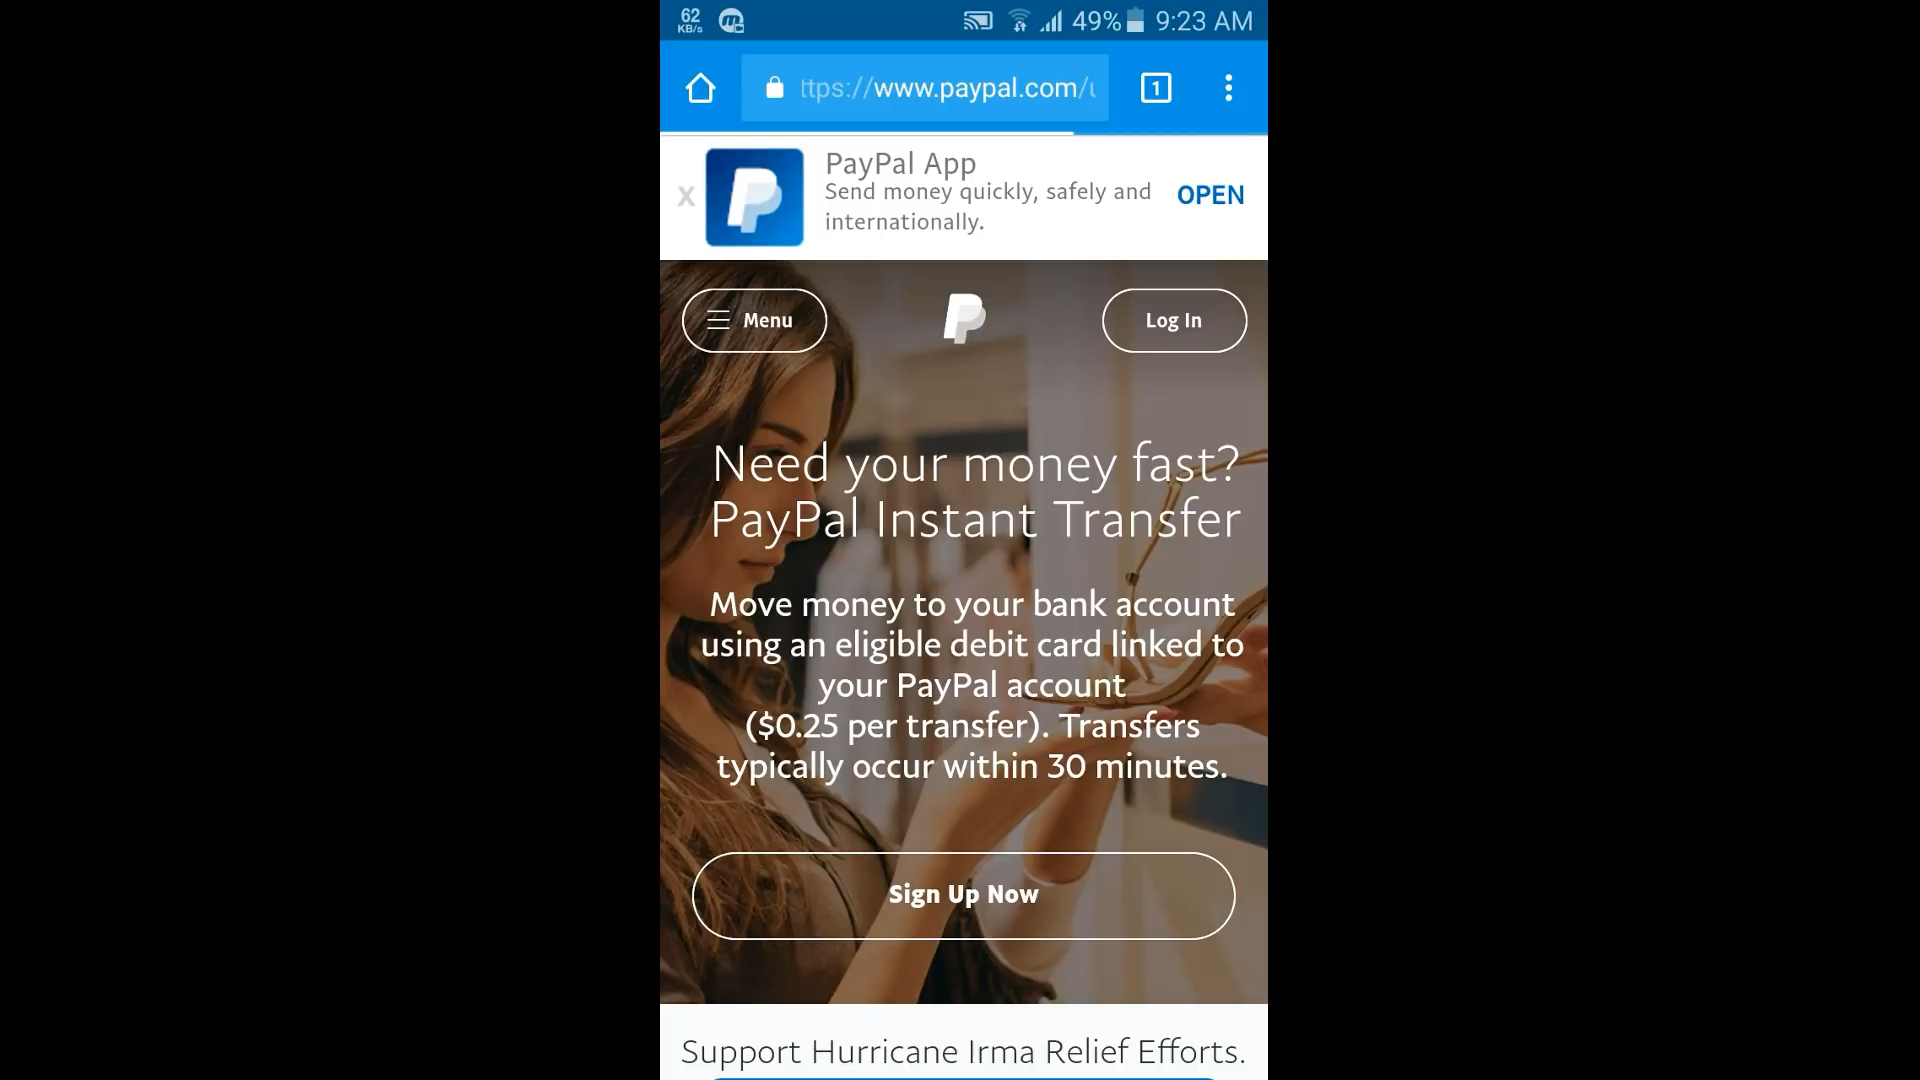 62
KB/s
49% 9:23 AM
ttps://www.paypal.com/u
1
PayPal App
X
Send money quickly, safely and
internationally.
OPEN
Menu
Log In
Need your money fast?
PayPal Instant Transfer
Move money to your bank account
using an eligible debit card linked to
your PayPal account
($0.25 per transfer). Transfers
typically occur within 30 minutes.
Sign Up Now
Support Hurricane Irma Relief Efforts.